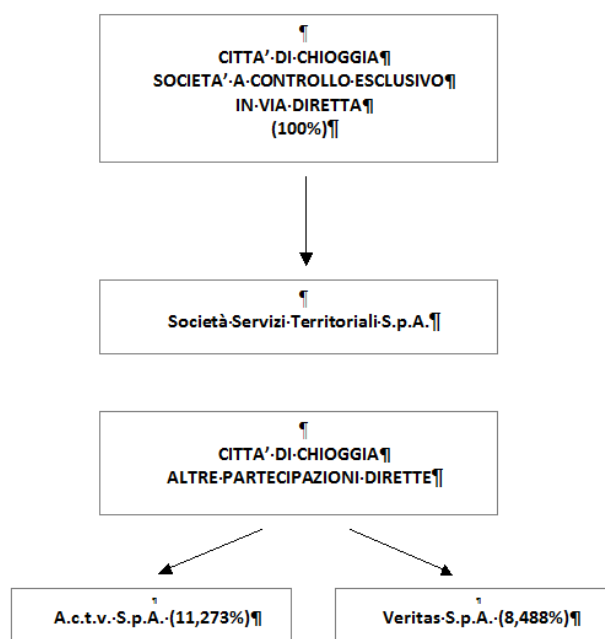 ¶
CITTA’·DI·CHIOGGIA¶
SOCIETA’·A·CONTROLLO·ESCLUSIVO¶
IN·VIA·DIRETTA¶
(100%)¶
¶
Società·Servizi·Territoriali·S.p.A.¶
¶
CITTA’·DI·CHIOGGIA¶
ALTRE·PARTECIPAZIONI·DIRETTE¶
¶
A.c.t.v.·S.p.A.·(11,273%)¶
¶
Veritas·S.p.A.·(8,488%)¶